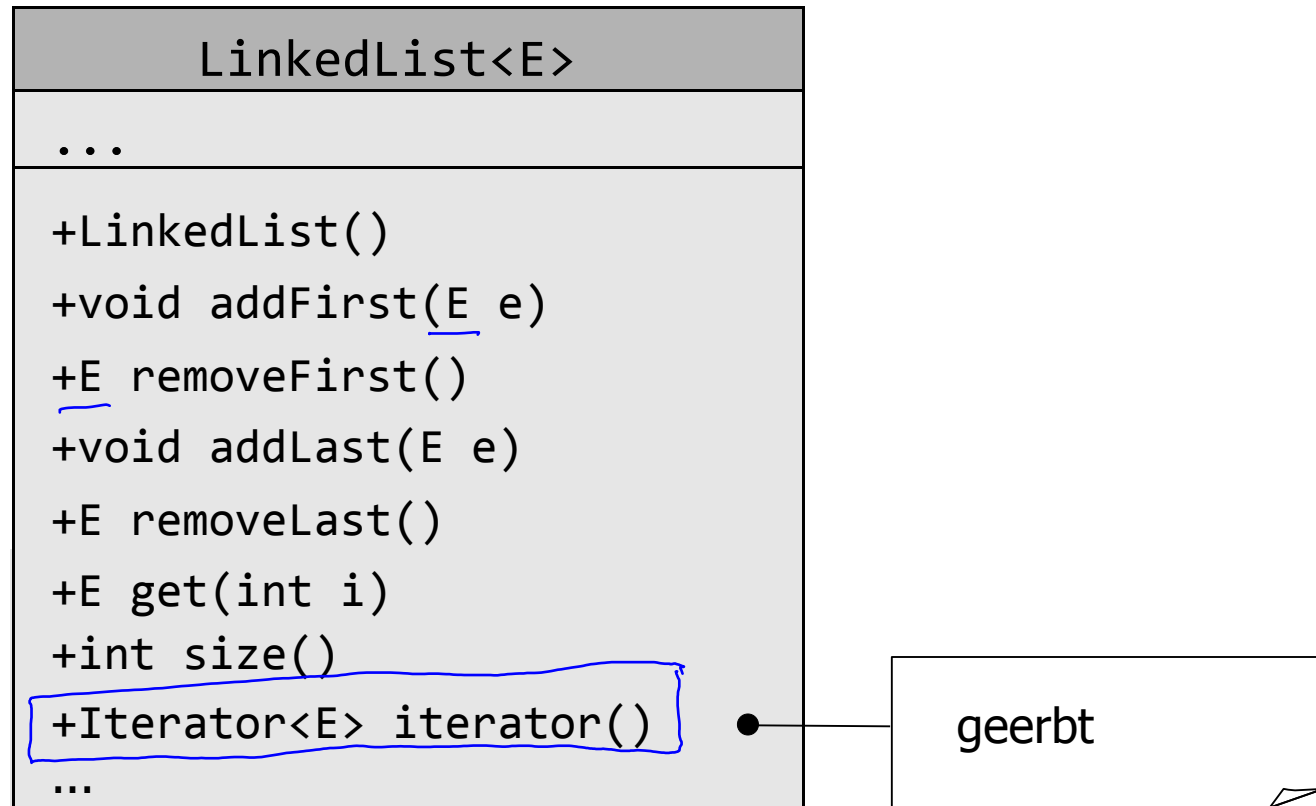 LinkedList<E>
...
+LinkedList()
+void addFirst(E e)
+E removeFirst()
+void addLast(E e)
+E removeLast()
+E get(int i)
+int size()
+Iterator<E> iterator()
geerbt
...